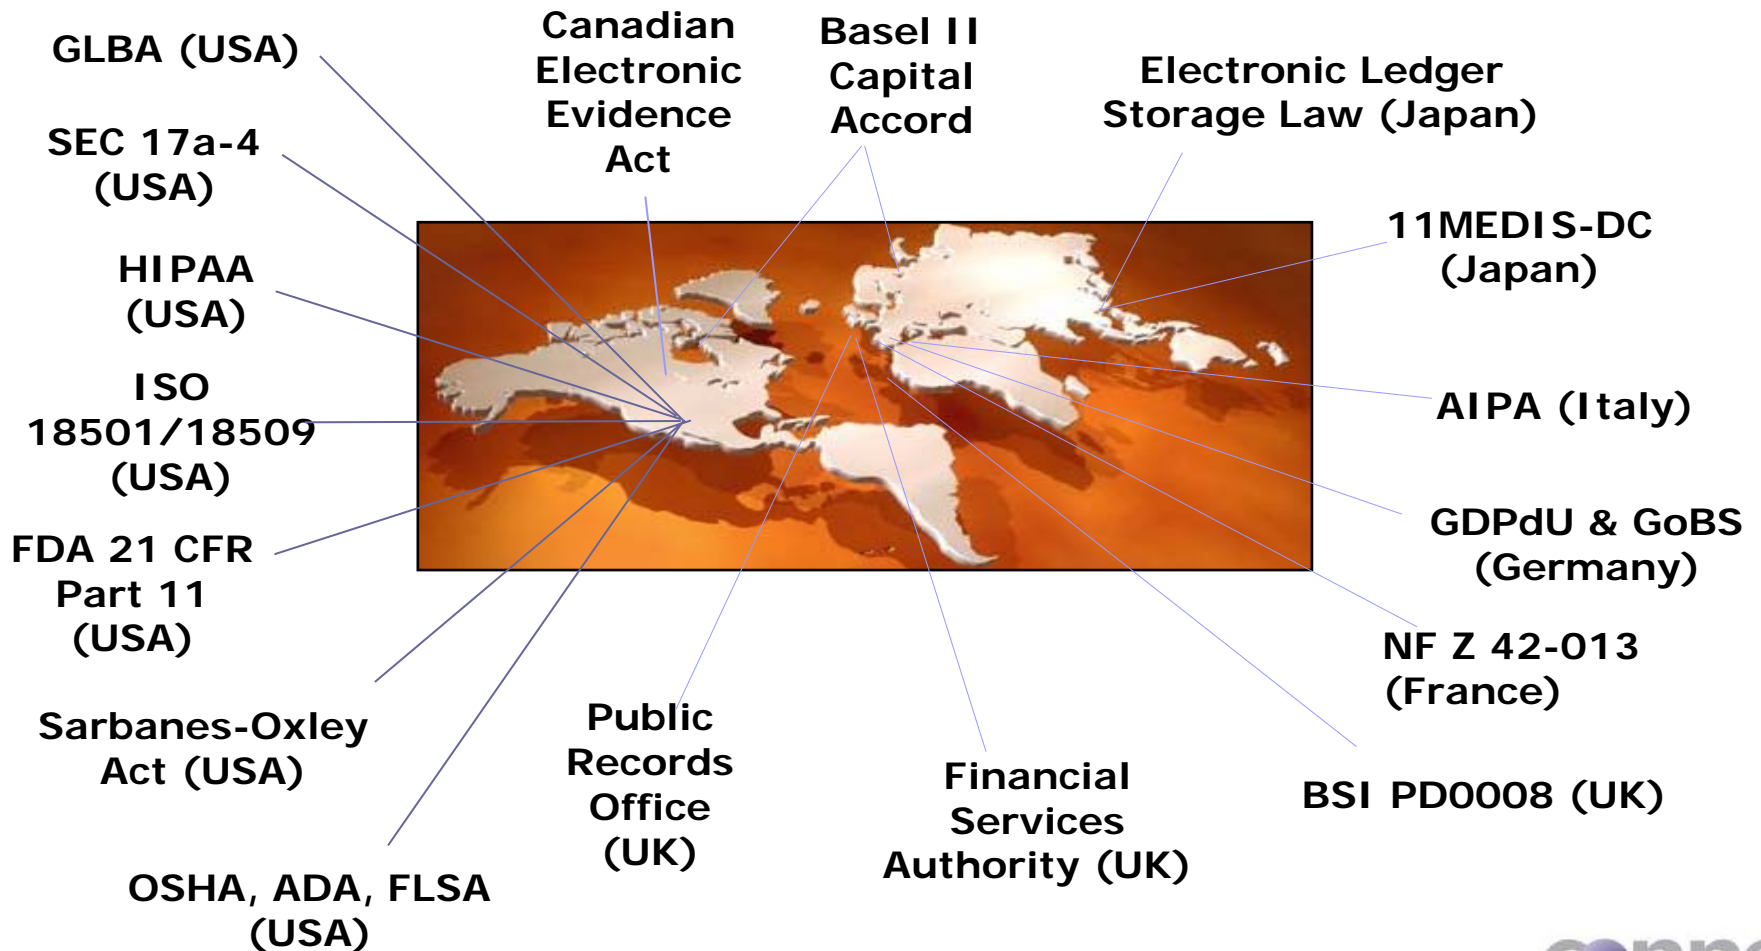 GLBA (USA)
SEC 17a-4
(USA)
HIPAA
(USA)
ISO
18501/18509
(USA)
FDA 21 CFR
Part 11
(USA)
Sarbanes-Oxley
Act (USA)
OSHA, ADA, FLSA
(USA)
Canadian
Electronic
Evidence
Act
Basel II
Capital
Accord
Electronic Ledger
Storage Law (Japan)
11MEDIS-DC
(Japan)
AIPA (Italy)
GDPdU & GoBS
(Germany)
NF Z 42-013
(France)
BSI PD0008 (UK)
Financial
Services
Authority (UK)
Public
Records
Office
(UK)